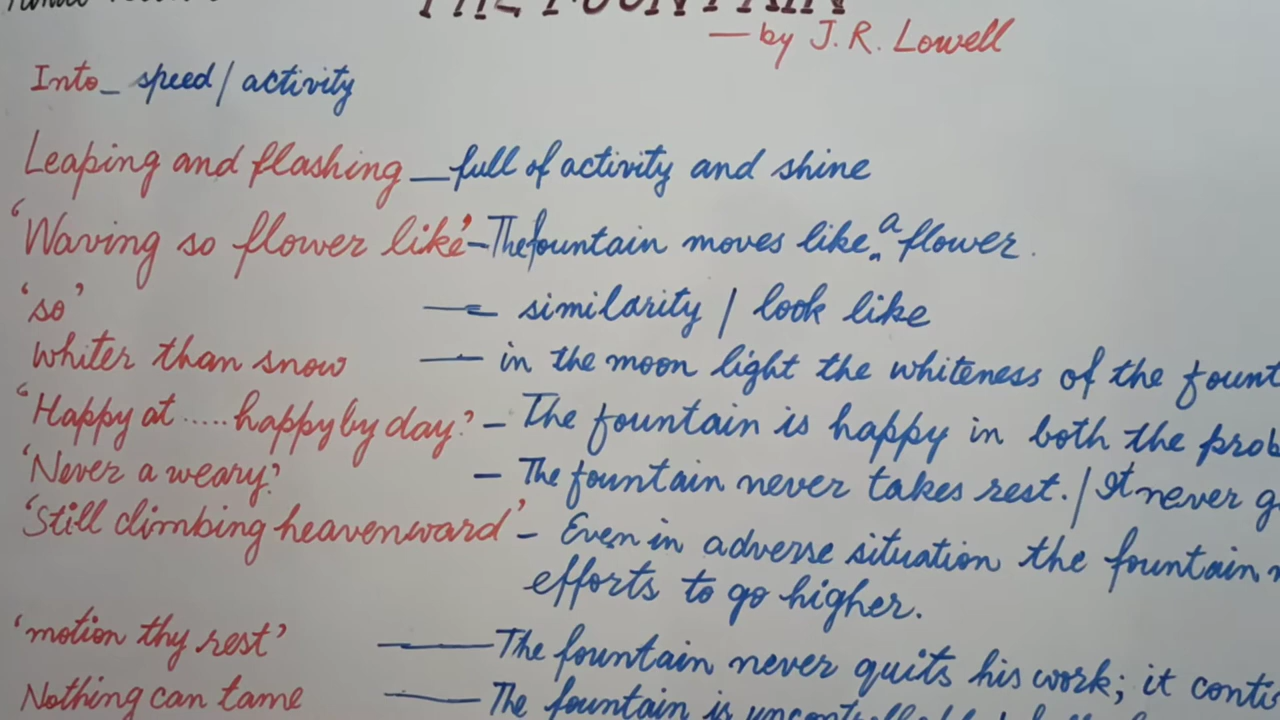 THE FOUNTAIN
— by J. R. Lowell
Into_ speed / activity
Leaping and flashing — full of activity and shine
'Waving so flower like' - The fountain moves like a flower.
'so' — similarity / look like
whiter than snow — in the moon light the whiteness of the fount
'Happy at ..... happy by day' - The fountain is happy in both the prob
'Never a weary' - The fountain never takes rest. / It never g
'Still climbing heavenward' - Even in adverse situation the fountain
efforts to go higher.
'motion thy rest' — The fountain never quits his work; it conti
Nothing can tame — The fountain is